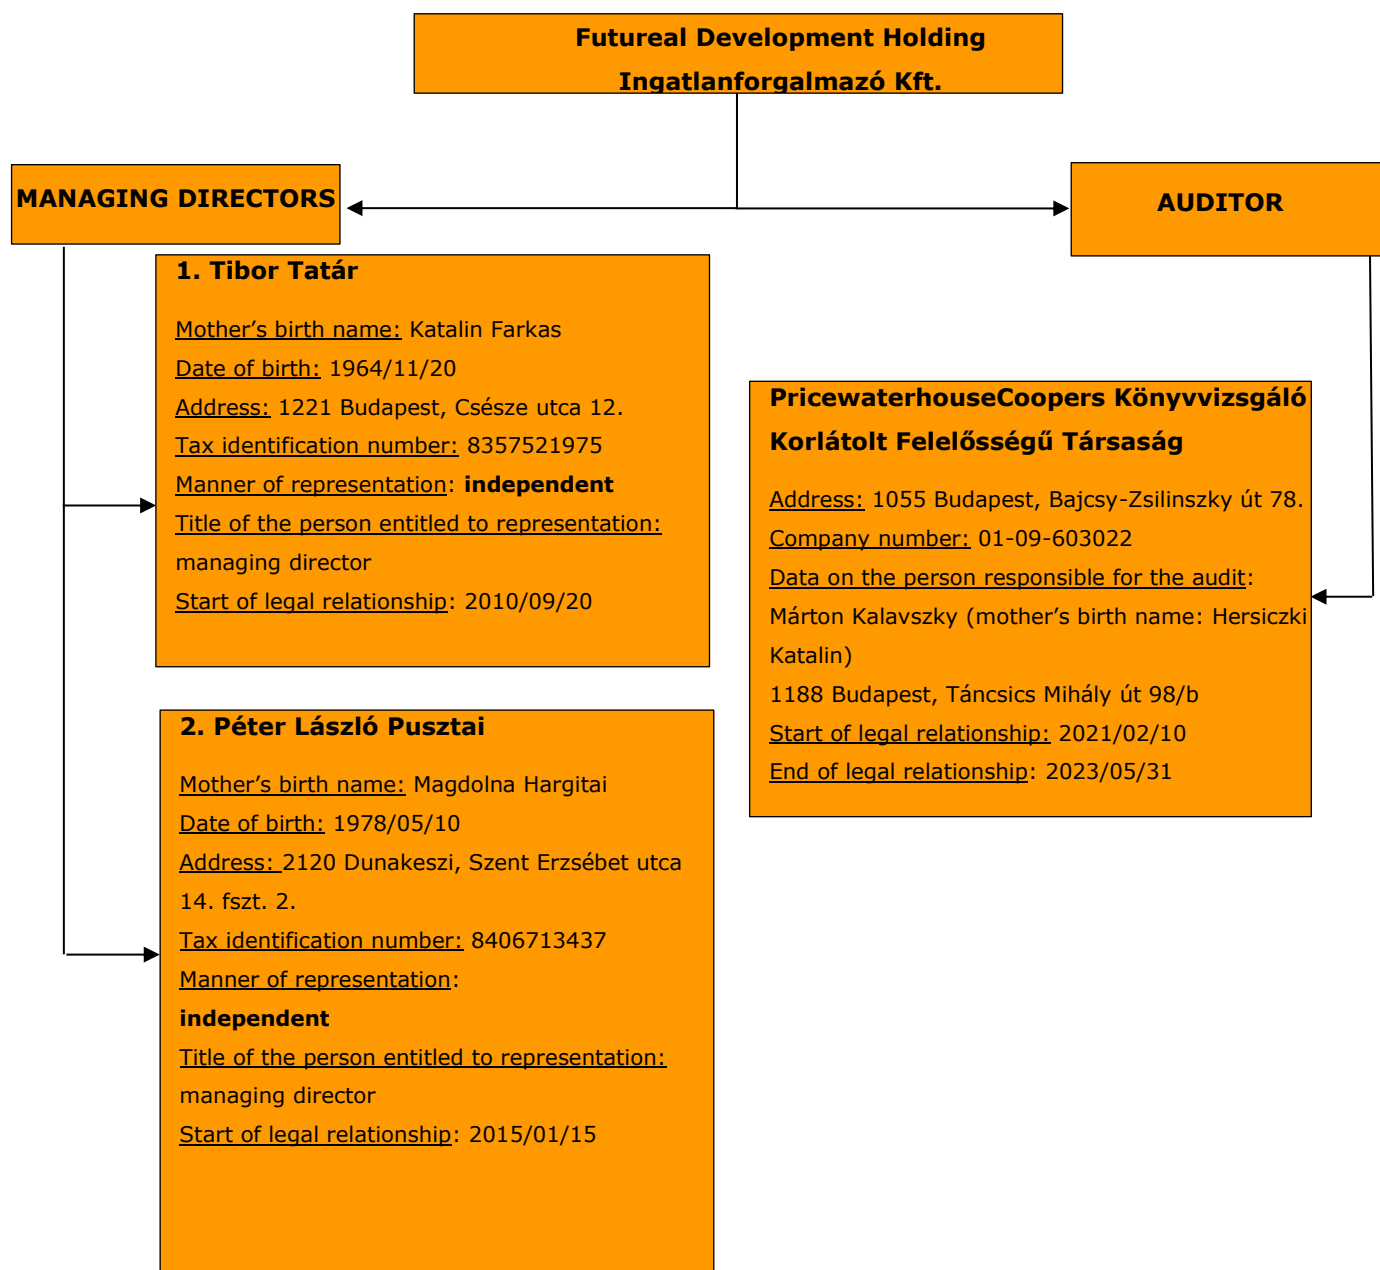 Futureal Development Holding
Ingatlanforgalmazó Kft.
MANAGING DIRECTORS
AUDITOR
1. Tibor Tatár
Mother’s birth name: Katalin Farkas
Date of birth: 1964/11/20
Address: 1221 Budapest, Csésze utca 12.
Tax identification number: 8357521975
Manner of representation: independent
Title of the person entitled to representation:
managing director
Start of legal relationship: 2010/09/20
PricewaterhouseCoopers Könyvvizsgáló
Korlátolt Felelősségű Társaság
Address: 1055 Budapest, Bajcsy-Zsilinszky út 78.
Company number: 01-09-603022
Data on the person responsible for the audit:
Márton Kalavszky (mother’s birth name: Hersiczki
Katalin)
1188 Budapest, Táncsics Mihály út 98/b
Start of legal relationship: 2021/02/10
End of legal relationship: 2023/05/31
2. Péter László Pusztai
Mother’s birth name: Magdolna Hargitai
Date of birth: 1978/05/10
Address: 2120 Dunakeszi, Szent Erzsébet utca
14. fszt. 2.
Tax identification number: 8406713437
Manner of representation:
independent
Title of the person entitled to representation:
managing director
Start of legal relationship: 2015/01/15